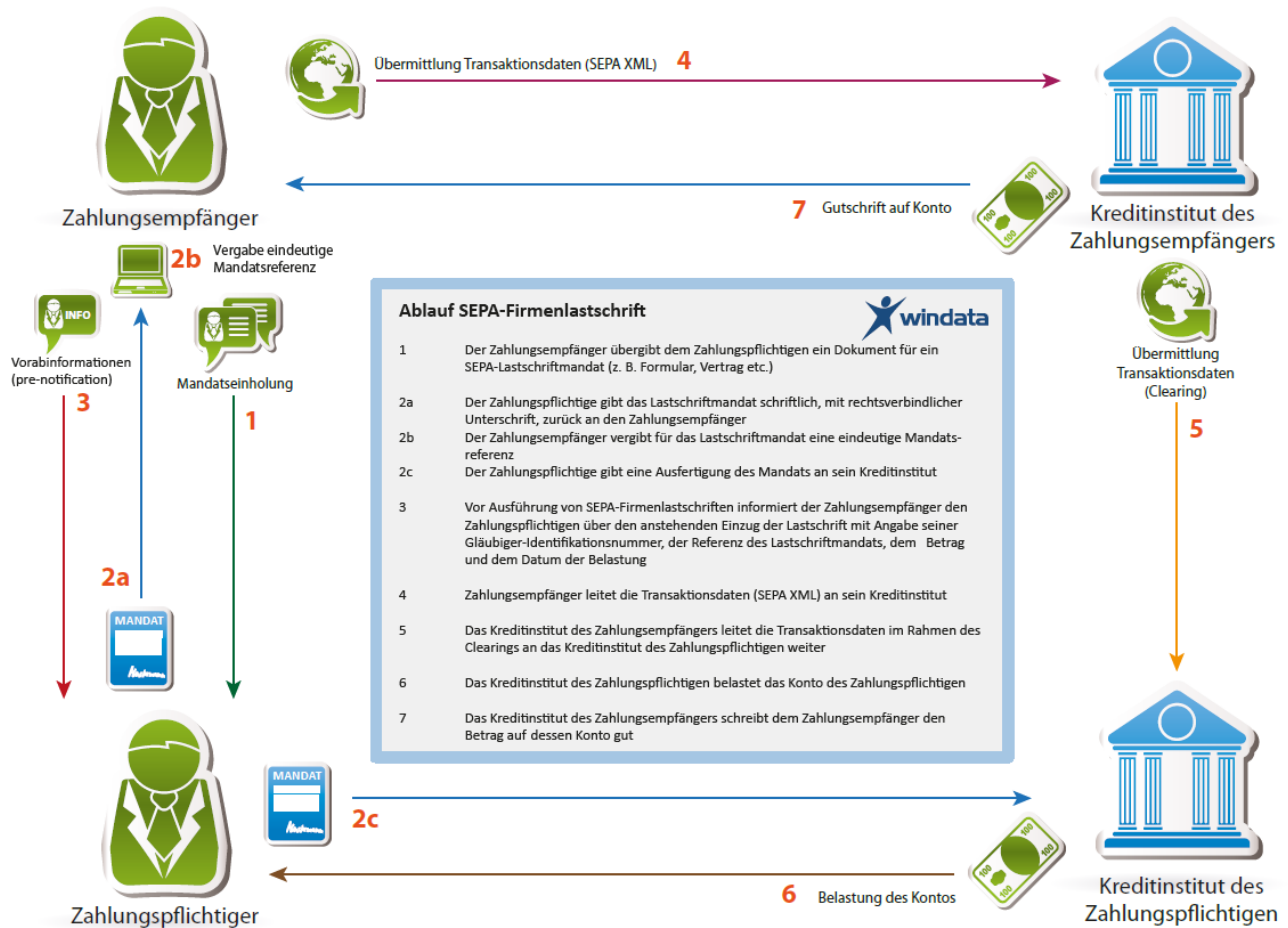 Übermittlung Transaktionsdaten (SEPA XML) 4
7 Gutschrift auf Konto
Zahlungsempfänger
Kreditinstitut des
Zahlungsempfängers
2b Vergabe eindeutige
Mandatsreferenz
INFO
Vorabinformationen
(pre-notification)
3
Mandatseinholung
1
Übermittlung
Transaktionsdaten
(Clearing)
5
Ablauf SEPA-Firmenlastschrift
windata
1 Der Zahlungsempfänger übergibt dem Zahlungspflichtigen ein Dokument für ein
SEPA-Lastschriftmandat (z. B. Formular, Vertrag etc.)
2a Der Zahlungspflichtige gibt das Lastschriftmandat schriftlich, mit rechtsverbindlicher
Unterschrift, zurück an den Zahlungsempfänger
2b Der Zahlungsempfänger vergibt für das Lastschriftmandat eine eindeutige Mandats-
referenz
2c Der Zahlungspflichtige gibt eine Ausfertigung des Mandats an sein Kreditinstitut
3 Vor Ausführung von SEPA-Firmenlastschriften informiert der Zahlungsempfänger den
Zahlungspflichtigen über den anstehenden Einzug der Lastschrift mit Angabe seiner
Gläubiger-Identifikationsnummer, der Referenz des Lastschriftmandats, dem Betrag
und dem Datum der Belastung
4 Zahlungsempfänger leitet die Transaktionsdaten (SEPA XML) an sein Kreditinstitut
5 Das Kreditinstitut des Zahlungsempfängers leitet die Transaktionsdaten im Rahmen des
Clearings an das Kreditinstitut des Zahlungspflichtigen weiter
6 Das Kreditinstitut des Zahlungspflichtigen belastet das Konto des Zahlungspflichtigen
7 Das Kreditinstitut des Zahlungsempfängers schreibt dem Zahlungsempfänger den
Betrag auf dessen Konto gut
2a
MANDAT
MANDAT
2c
6 Belastung des Kontos
100
100
100
100
100
100
Zahlungspflichtiger
Kreditinstitut des
Zahlungspflichtigen